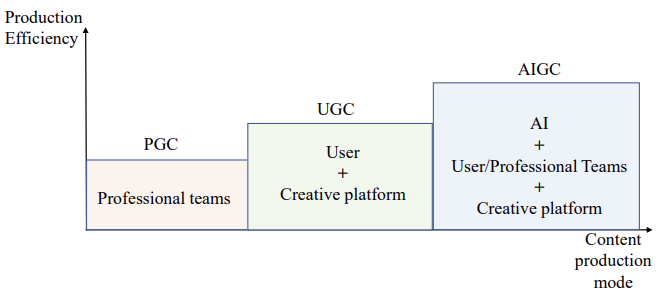 Production
Efficiency
AIGC
UGC
PGC
AI
+
User/Professional Teams
+
Creative platform
User
+
Creative platform
Professional teams
Content
production
mode